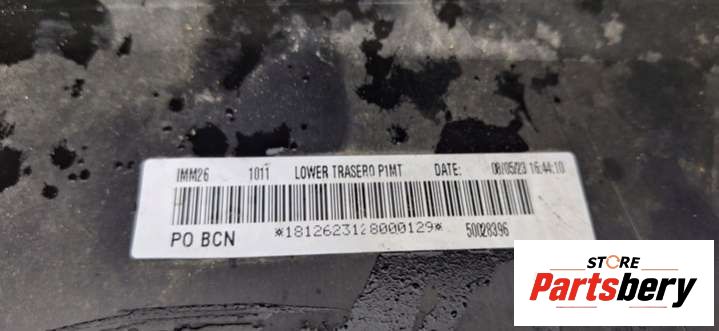 IMM26 1011 LOWER TRASERO P1MT DATE: 08/05/23 16:44:10
PO BCN *1812623128000129* 50028396
STORE
Partsbery